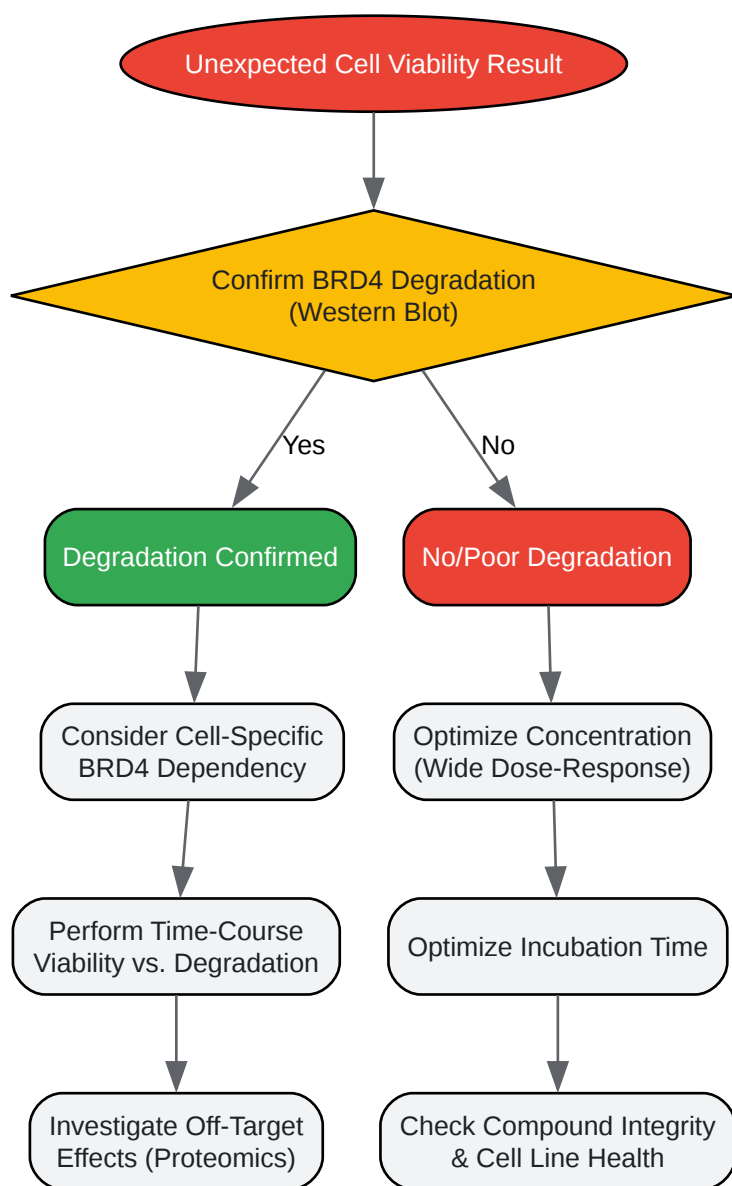 Unexpected Cell Viability Result
Confirm BRD4 Degradation
(Western Blot)
Yes
No
Degradation Confirmed
No/Poor Degradation
Consider Cell-Specific
BRD4 Dependency
Optimize Concentration
(Wide Dose-Response)
Perform Time-Course
Viability vs. Degradation
Optimize Incubation Time
Investigate Off-Target
Effects (Proteomics)
Check Compound Integrity
& Cell Line Health